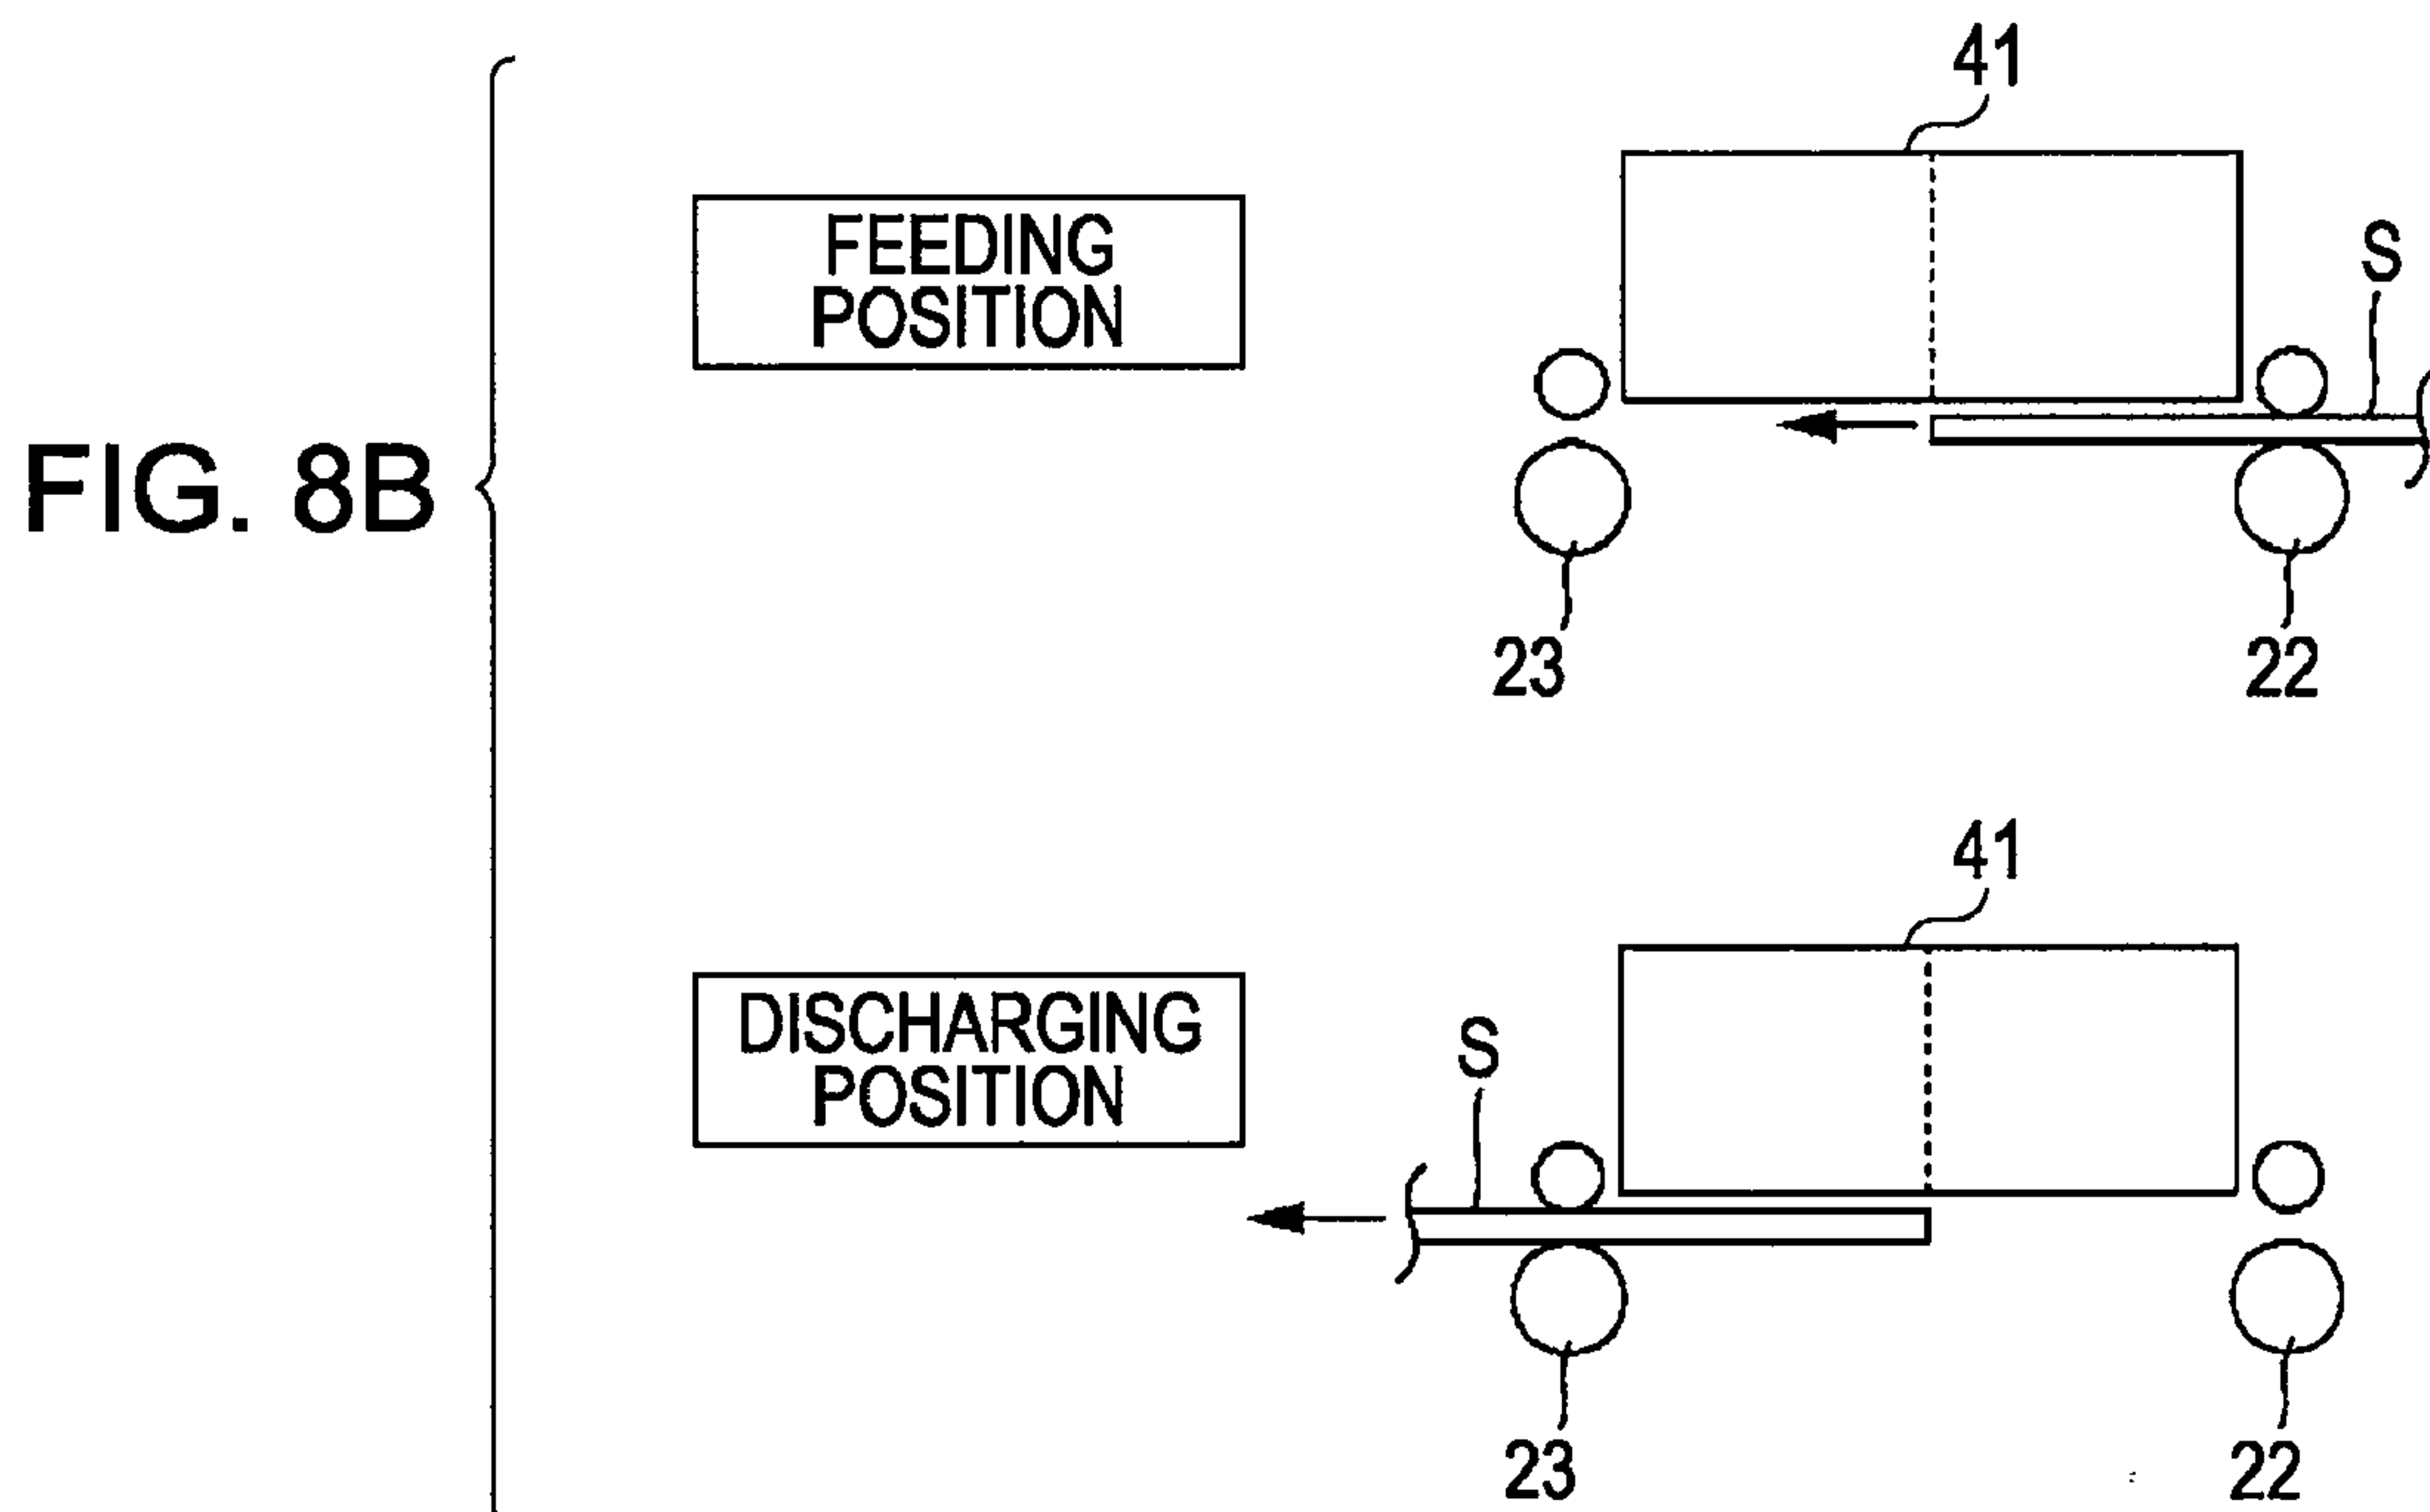 FIG. 8B
FEEDING
POSITION
41
S
23
22
DISCHARGING
POSITION
41
S
23
22